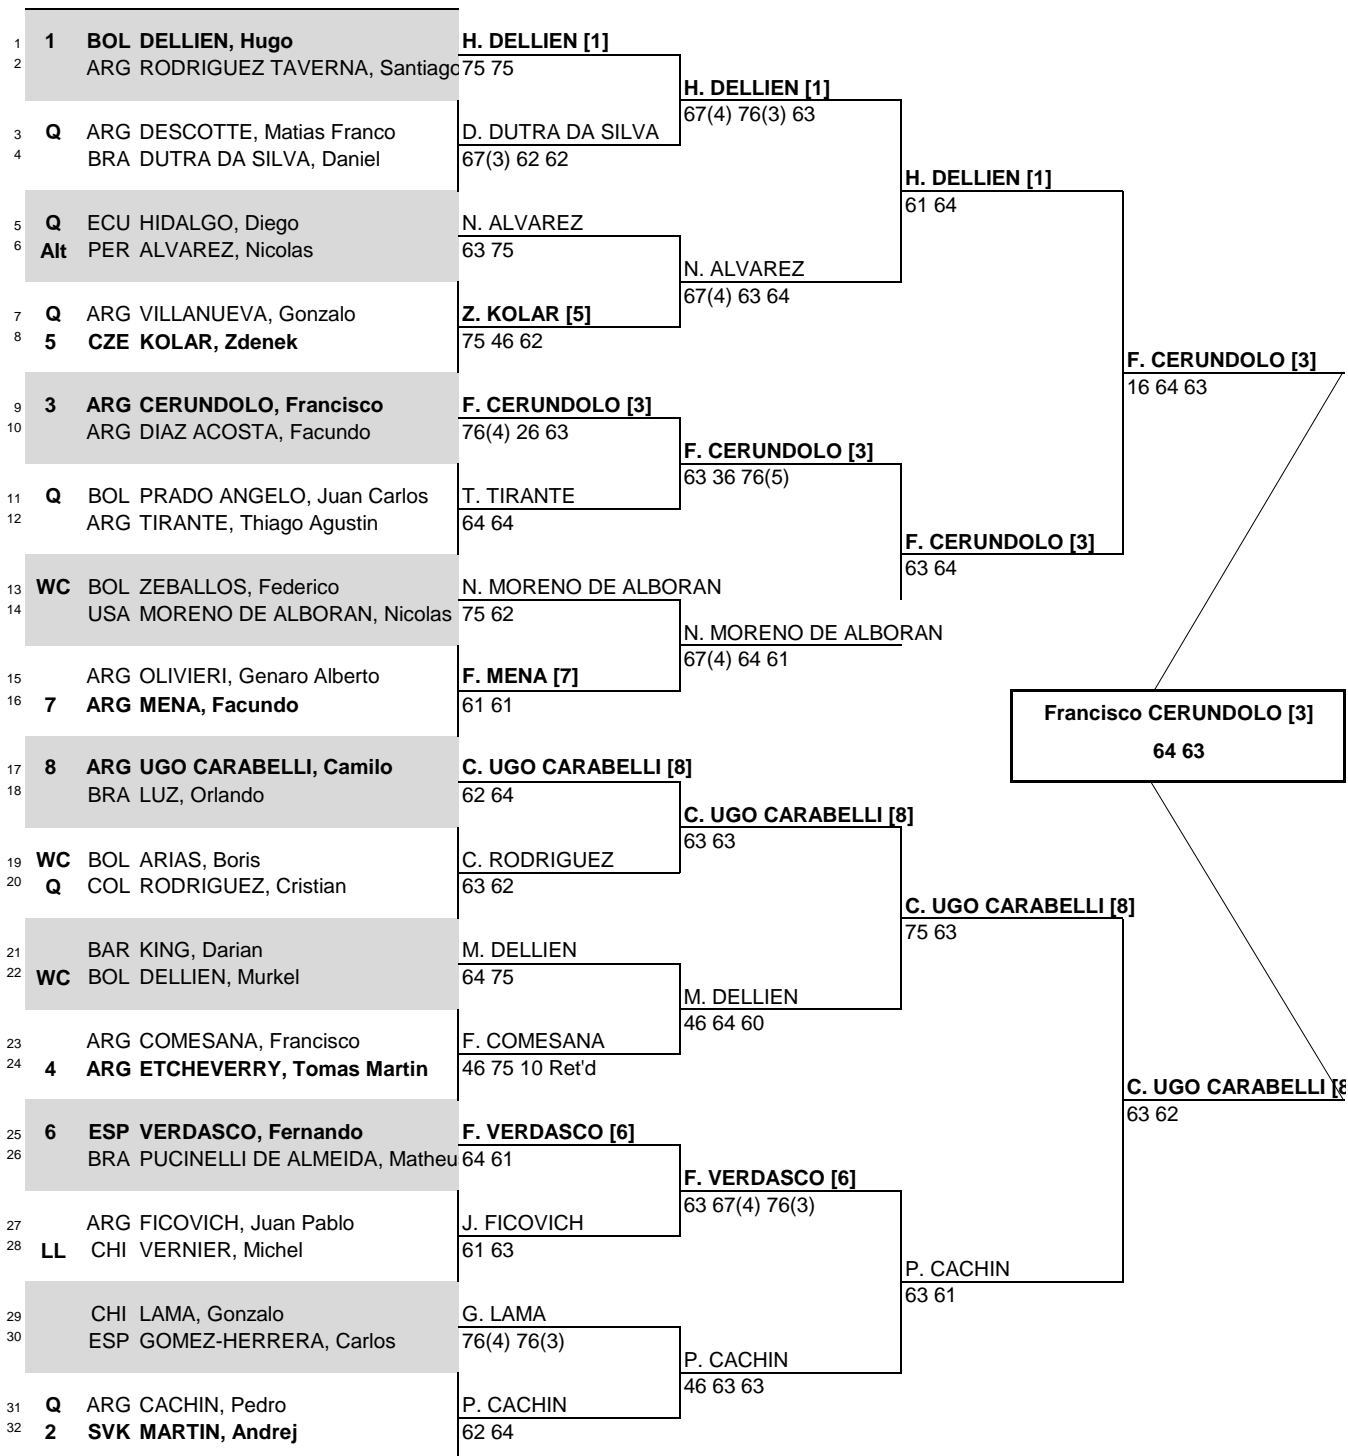 1 1 BOL DELLIEN, Hugo
2 ARG RODRIGUEZ TAVERNA, Santiago
3 Q ARG DESCOTTE, Matias Franco
4 BRA DUTRA DA SILVA, Daniel
5 Q ECU HIDALGO, Diego
6 Alt PER ALVAREZ, Nicolas
7 Q ARG VILLANUEVA, Gonzalo
8 5 CZE KOLAR, Zdenek
9 3 ARG CERUNDOLO, Francisco
10 ARG DIAZ ACOSTA, Facundo
11 Q BOL PRADO ANGELO, Juan Carlos
12 ARG TIRANTE, Thiago Agustin
13 WC BOL ZEBALLOS, Federico
14 USA MORENO DE ALBORAN, Nicolas
15 ARG OLIVIERI, Genaro Alberto
16 7 ARG MENA, Facundo
17 8 ARG UGO CARABELLI, Camilo
18 BRA LUZ, Orlando
19 WC BOL ARIAS, Boris
20 Q COL RODRIGUEZ, Cristian
21 BAR KING, Darian
22 WC BOL DELLIEN, Murkel
23 ARG COMESANA, Francisco
24 4 ARG ETCHEVERRY, Tomas Martin
25 6 ESP VERDASCO, Fernando
26 BRA PUCINELLI DE ALMEIDA, Matheu
27 ARG FICOVICH, Juan Pablo
28 LL CHI VERNIER, Michel
29 CHI LAMA, Gonzalo
30 ESP GOMEZ-HERRERA, Carlos
31 Q ARG CACHIN, Pedro
32 2 SVK MARTIN, Andrej
H. DELLIEN [1]
75 75
D. DUTRA DA SILVA
67(3) 62 62
N. ALVAREZ
63 75
Z. KOLAR [5]
75 46 62
F. CERUNDOLO [3]
76(4) 26 63
T. TIRANTE
64 64
N. MORENO DE ALBORAN
75 62
F. MENA [7]
61 61
C. UGO CARABELLI [8]
62 64
C. RODRIGUEZ
63 62
M. DELLIEN
64 75
F. COMESANA
46 75 10 Ret'd
F. VERDASCO [6]
64 61
J. FICOVICH
61 63
G. LAMA
76(4) 76(3)
P. CACHIN
62 64
H. DELLIEN [1]
67(4) 76(3) 63
N. ALVAREZ
67(4) 63 64
F. CERUNDOLO [3]
63 36 76(5)
N. MORENO DE ALBORAN
67(4) 64 61
C. UGO CARABELLI [8]
63 63
M. DELLIEN
46 64 60
F. VERDASCO [6]
63 67(4) 76(3)
P. CACHIN
46 63 63
H. DELLIEN [1]
61 64
F. CERUNDOLO [3]
63 64
C. UGO CARABELLI [8]
75 63
P. CACHIN
63 61
F. CERUNDOLO [3]
16 64 63
C. UGO CARABELLI [8
63 62
Francisco CERUNDOLO [3]
64 63